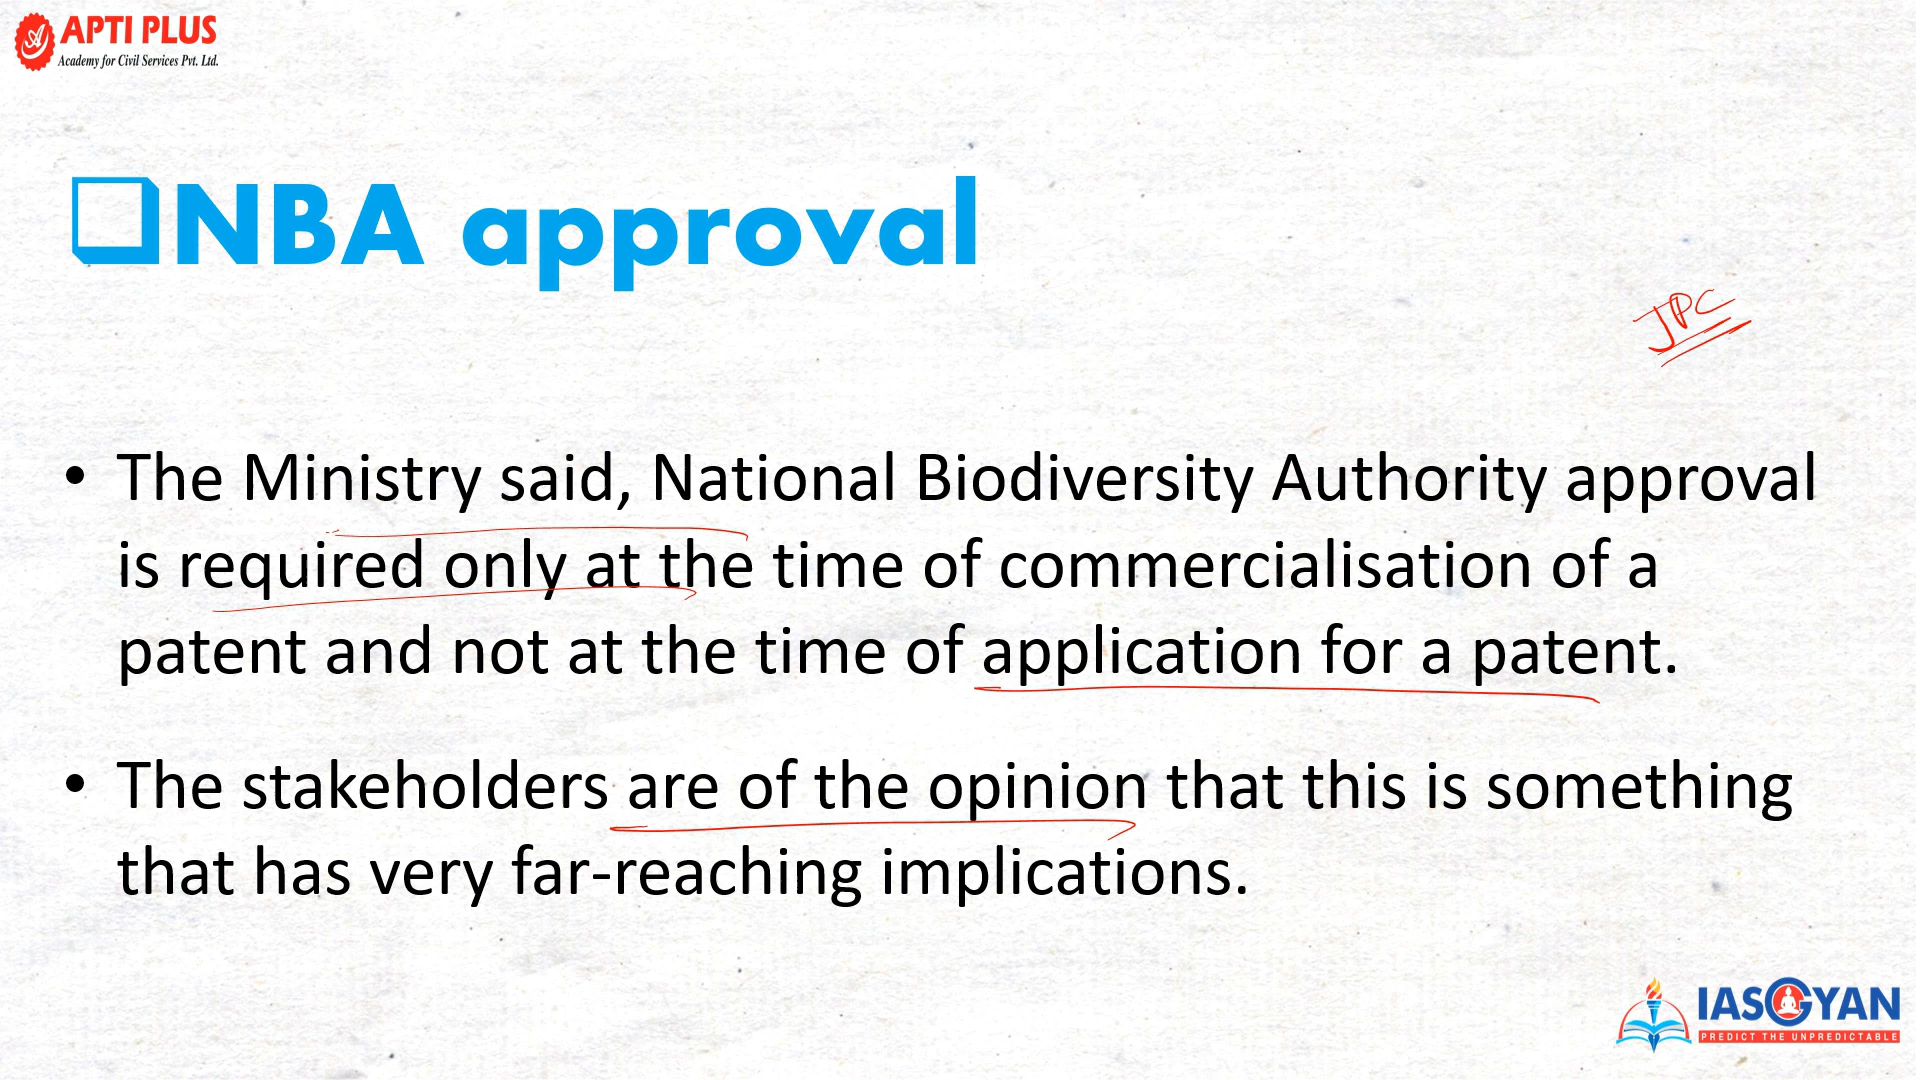 APTI PLUS
Academy for Civil Services Pvt. Ltd.
NBA approval
JPC
• The Ministry said, National Biodiversity Authority approval
is required only at the time of commercialisation of a
patent and not at the time of application for a patent.
• The stakeholders are of the opinion that this is something
that has very far-reaching implications.
IASGYAN
PREDICT THE UNPREDICTABLE